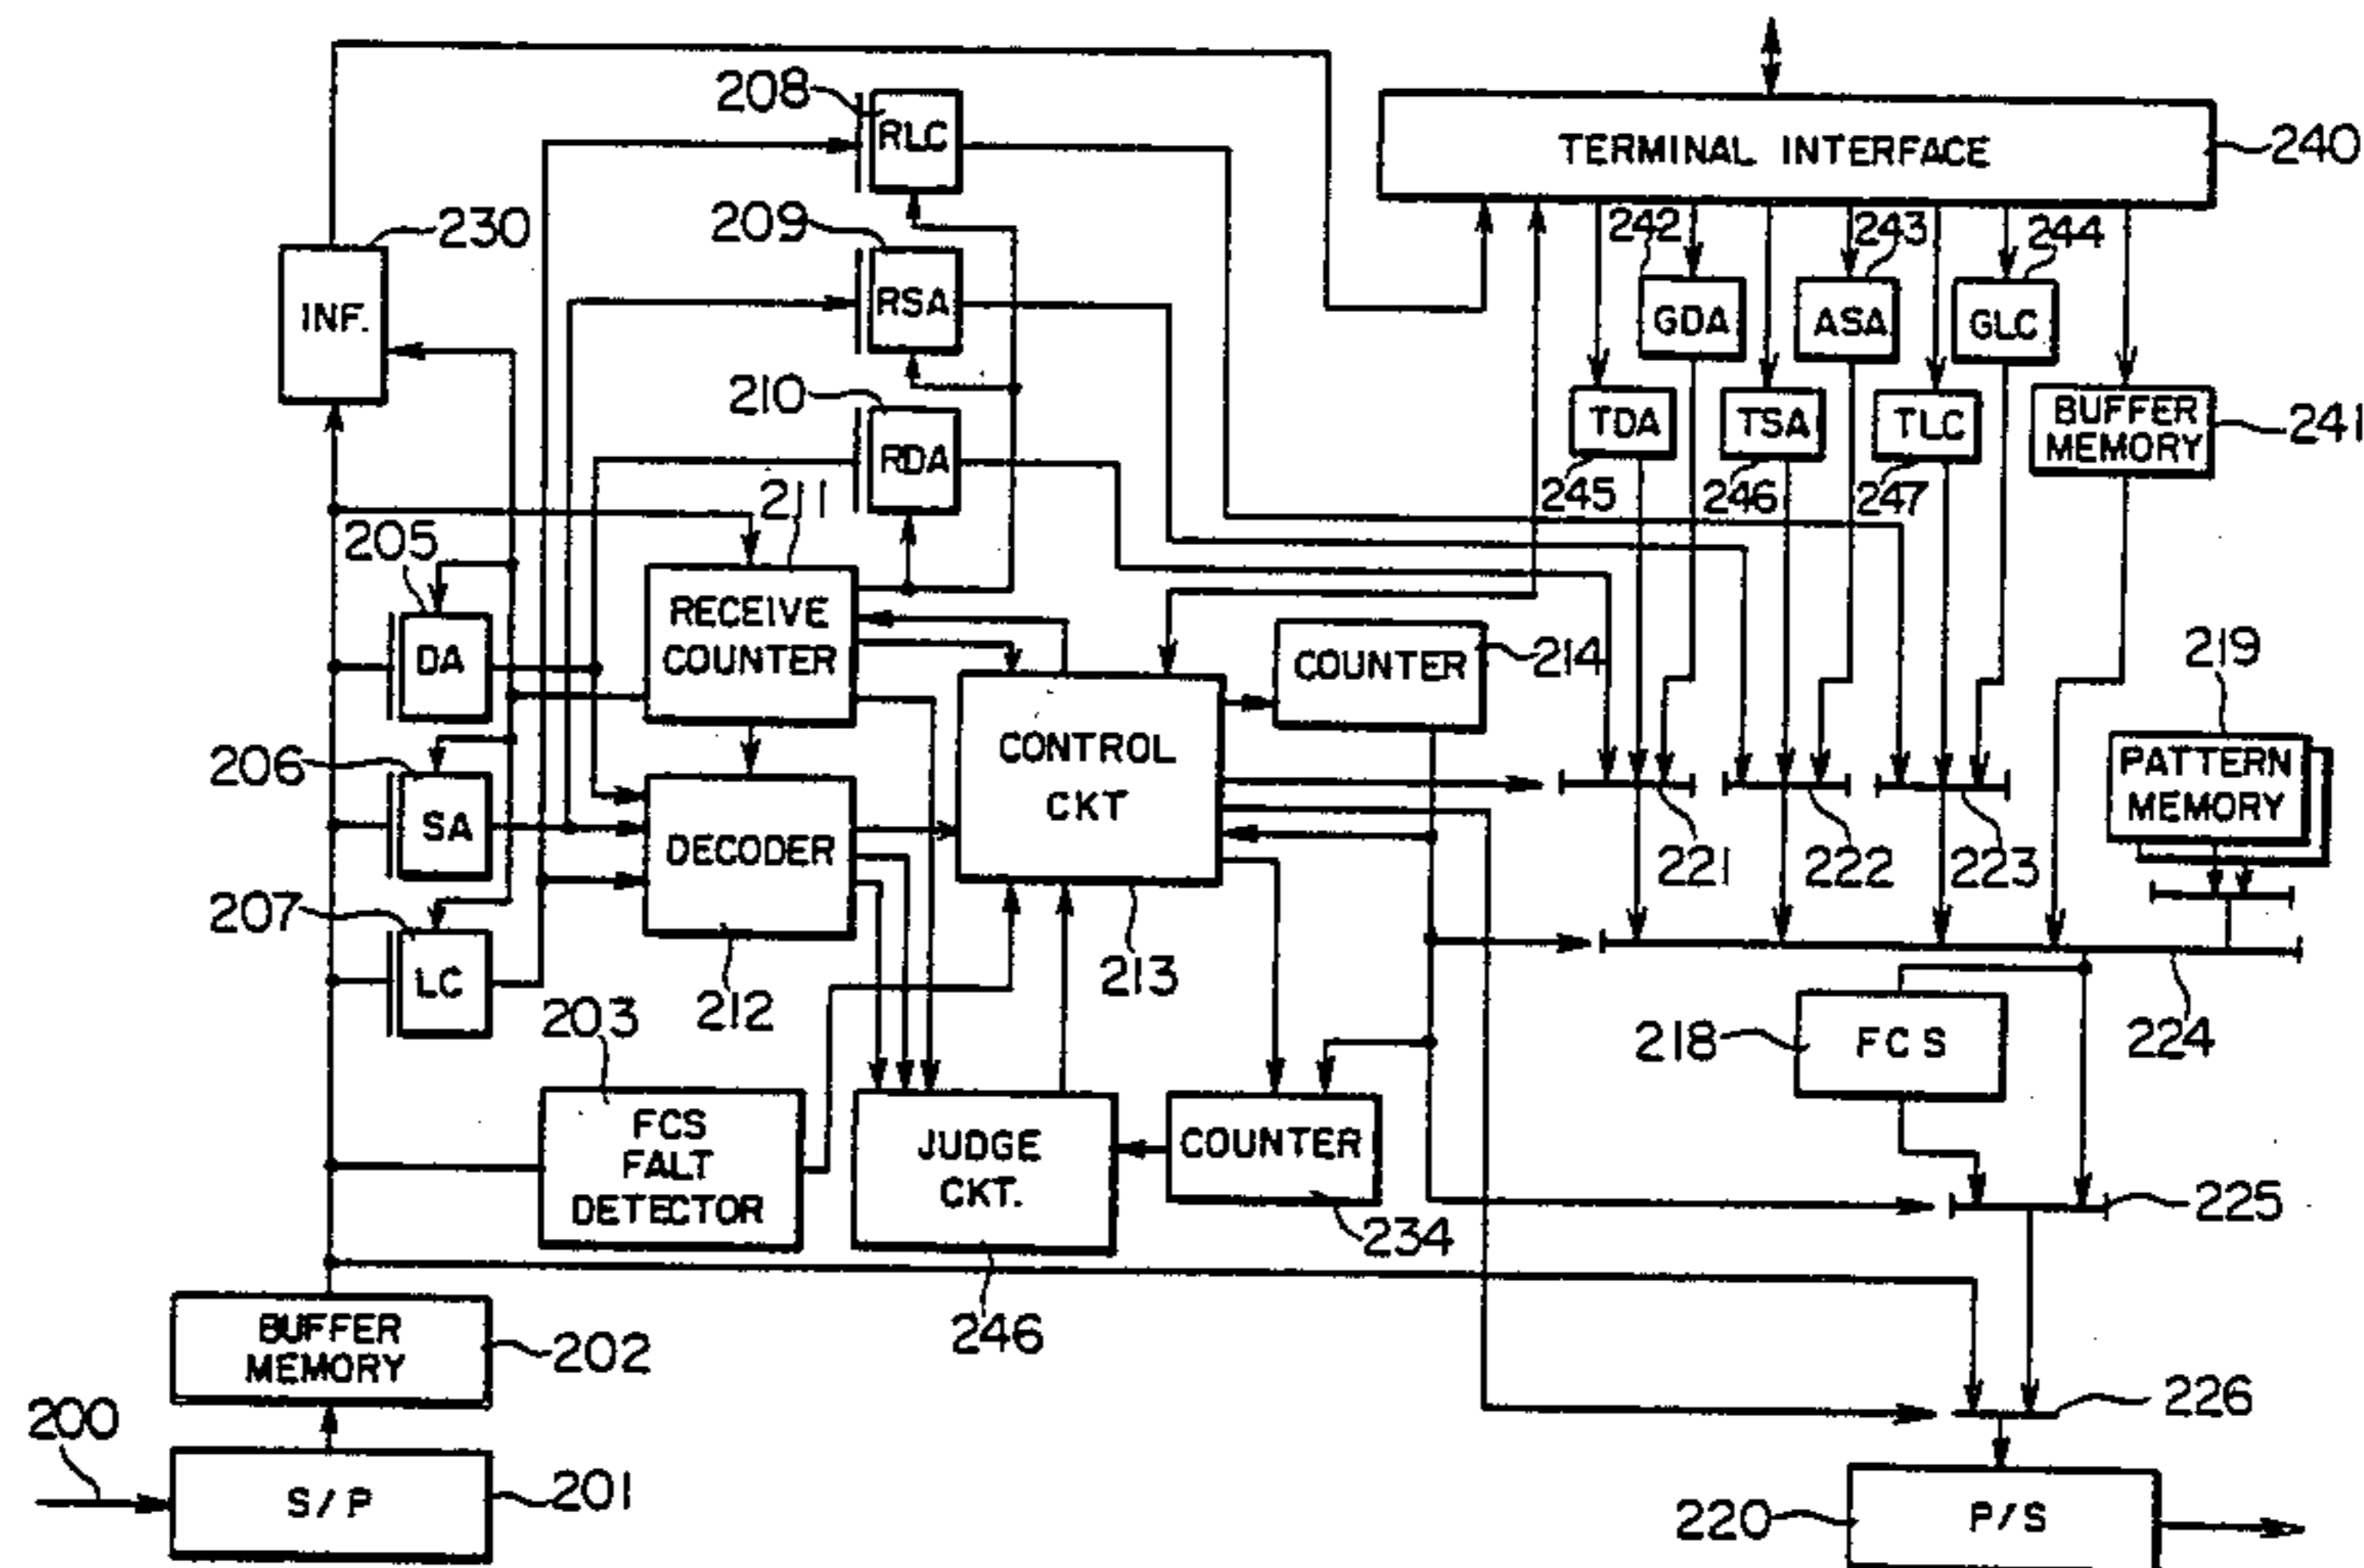 208
RLC
TERMINAL INTERFACE
240
209
RSA
230
INF.
242
243
244
GDA
ASA
GLC
210
RDA
TDA
TSA
TLC
BUFFER
MEMORY
241
245
246
247
211
205
DA
RECEIVE
COUNTER
COUNTER
214
219
PATTERN
MEMORY
206
SA
DECODER
CONTROL
CKT
221
222
223
207
LC
212
213
203
FCS
FALT
DETECTOR
JUDGE
CKT.
COUNTER
234
218
FCS
224
225
246
BUFFER
MEMORY
202
226
200
S/P
201
220
P/S